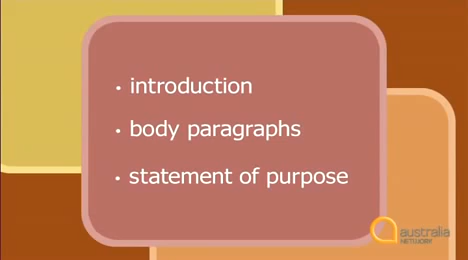 • introduction
• body paragraphs
• statement of purpose
australia
NETWORK